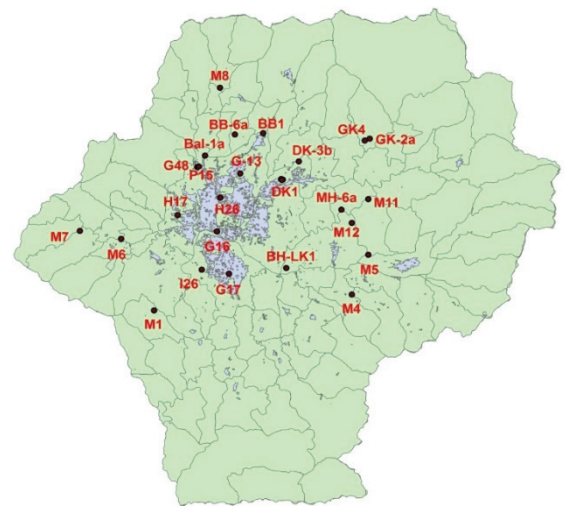 M8
BB-6a
BB1
GK4
GK-2a
Bal-1a
DK-3b
G48
G-13
P15
DK1
H26
MH-6a
M11
H17
M12
M7
M6
G16
BH-LK1
M5
I26
G17
M4
M1